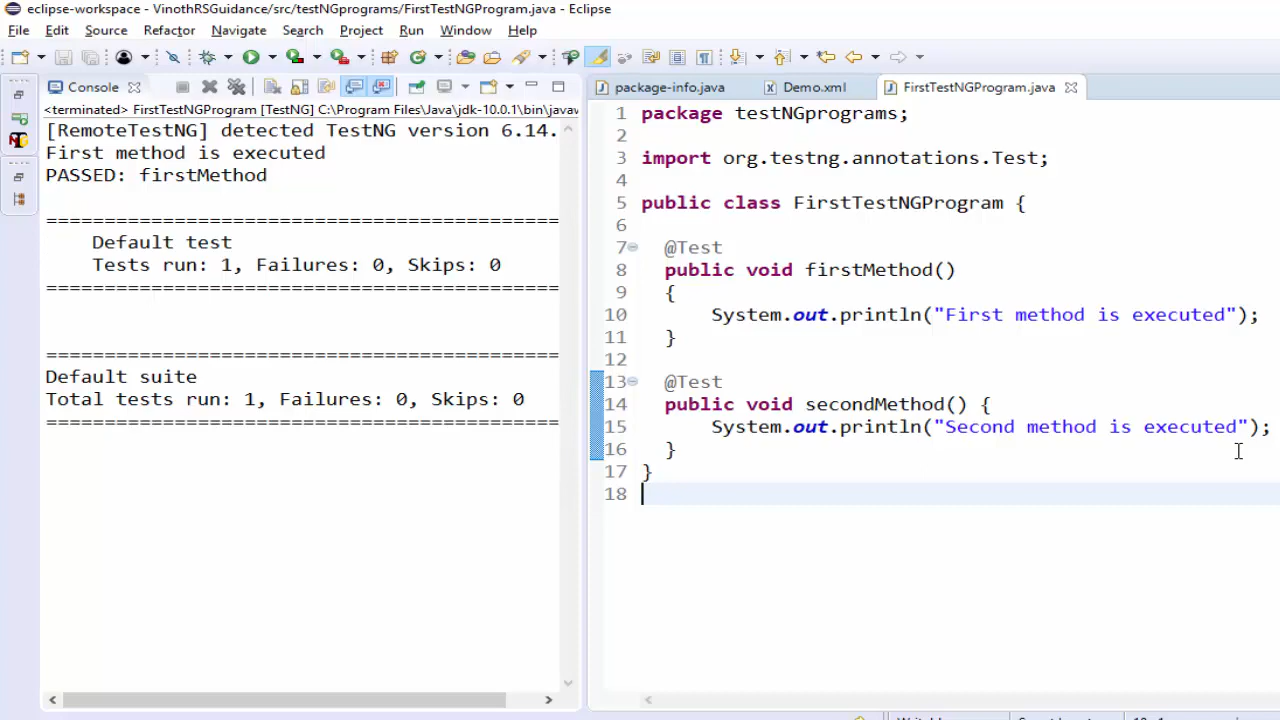 eclipse-workspace - VinothRSGuidance/src/testNGprograms/FirstTestNGProgram.java - Eclipse
File Edit Source Refactor Navigate Search Project Run Window Help
Console
<terminated> FirstTestNGProgram [TestNG] C:\Program Files\Java\jdk-10.0.1\bin\javaw
[RemoteTestNG] detected TestNG version 6.14.
First method is executed
PASSED: firstMethod
===============================================
Default test
Tests run: 1, Failures: 0, Skips: 0
===============================================
===============================================
Default suite
Total tests run: 1, Failures: 0, Skips: 0
===============================================
package-info.java Demo.xml FirstTestNGProgram.java
1 package testNGprograms;
2
3 import org.testng.annotations.Test;
4
5 public class FirstTestNGProgram {
6
7 @Test
8 public void firstMethod()
9 {
10 System.out.println("First method is executed");
11 }
12
13 @Test
14 public void secondMethod() {
15 System.out.println("Second method is executed");
16 }
17 }
18